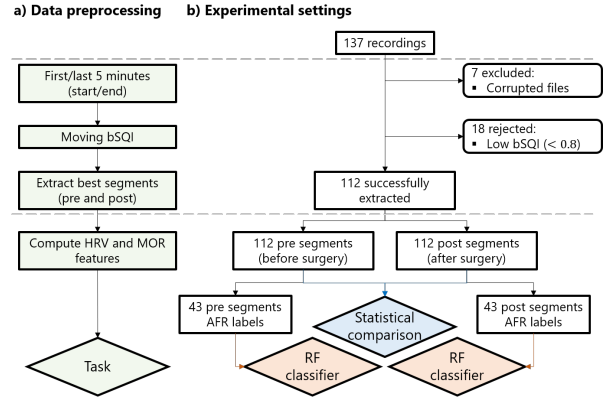 a) Data preprocessing
b) Experimental settings
137 recordings
First/last 5 minutes
(start/end)
7 excluded:
▪ Corrupted files
Moving bSQI
18 rejected:
▪ Low bSQI (< 0.8)
Extract best segments
(pre and post)
112 successfully
extracted
Compute HRV and MOR
features
112 pre segments
(before surgery)
112 post segments
(after surgery)
43 pre segments
AFR labels
Statistical
comparison
43 post segments
AFR labels
Task
RF
classifier
RF
classifier